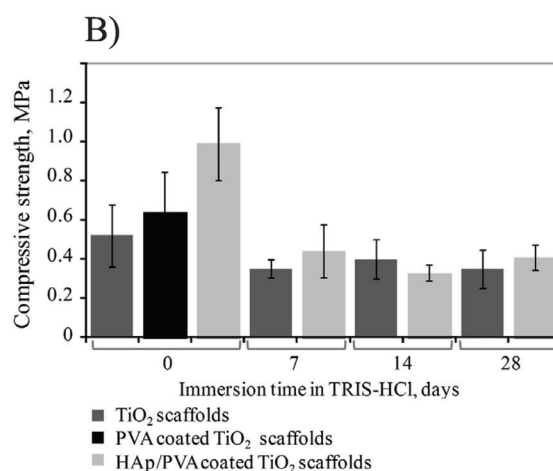 B)
Compressive strength, MPa
1.2
1.0
0.8
0.6
0.4
0.2
0
0 7 14 28
Immersion time in TRIS-HCl, days
TiO₂ scaffolds
PVA coated TiO₂ scaffolds
HAp/PVA coated TiO₂ scaffolds